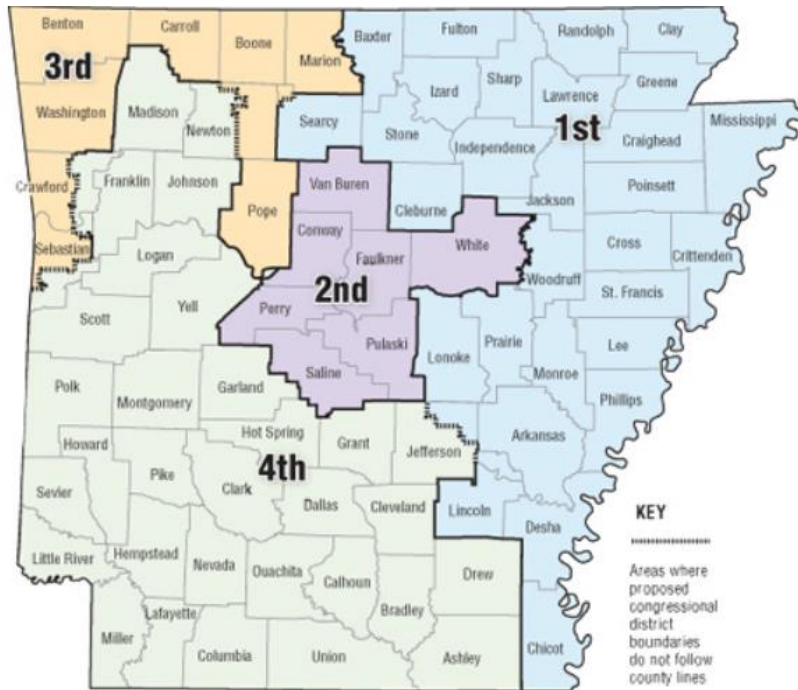 Benton
Carroll
Boone
Marion
Baxter
Fulton
Randolph
Clay
3rd
Washington
Madison
Newton
Searcy
Stone
Izard
Sharp
Lawrence
Greene
1st
Independence
Craighead
Mississippi
Poinsett
Crawford
Franklin
Johnson
Pope
Van Buren
Cleburne
Jackson
Sebastian
Logan
Conway
Faulkner
White
Woodruff
Cross
Crittenden
St. Francis
2nd
Scott
Yell
Perry
Pulaski
Saline
Lonoke
Prairie
Monroe
Lee
Phillips
Polk
Montgomery
Garland
Hot Spring
Grant
Jefferson
Arkansas
Howard
Pike
4th
Clark
Dallas
Cleveland
Lincoln
Desha
Sevier
Little River
Hempstead
Nevada
Ouachita
Calhoun
Bradley
Drew
Miller
Lafayette
Columbia
Union
Ashley
Chicot
KEY
Areas where
proposed
congressional
district
boundaries
do not follow
county lines